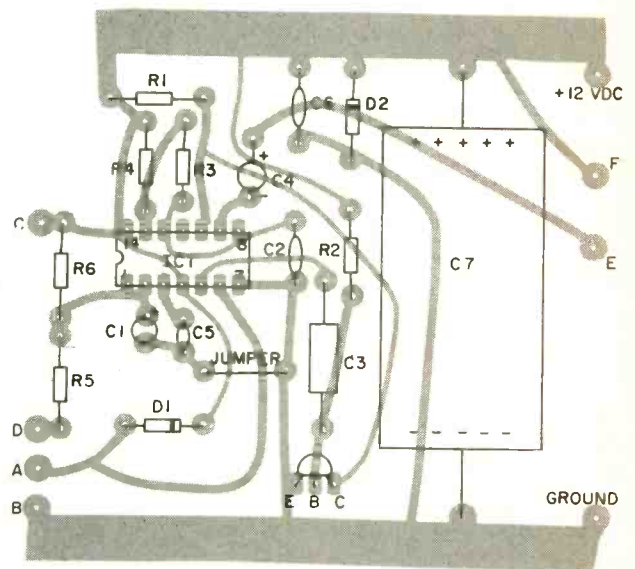 R1
C6
D2
+12 VDC
R4
R3
+
C4
-
+ + + + +
F
C
14
8
IC1
1
7
C2
R2
C7
E
R6
C1
C5
JUMPER
C3
R5
D1
D
A
E B C
- - - - -
B
GROUND